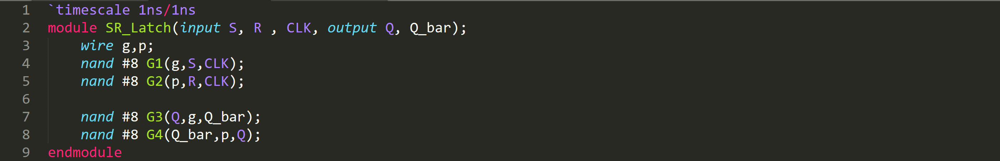 1 `timescale 1ns/1ns
2 module SR_Latch(input S, R , CLK, output Q, Q_bar);
3 wire g,p;
4 nand #8 G1(g,S,CLK);
5 nand #8 G2(p,R,CLK);
6
7 nand #8 G3(Q,g,Q_bar);
8 nand #8 G4(Q_bar,p,Q);
9 endmodule